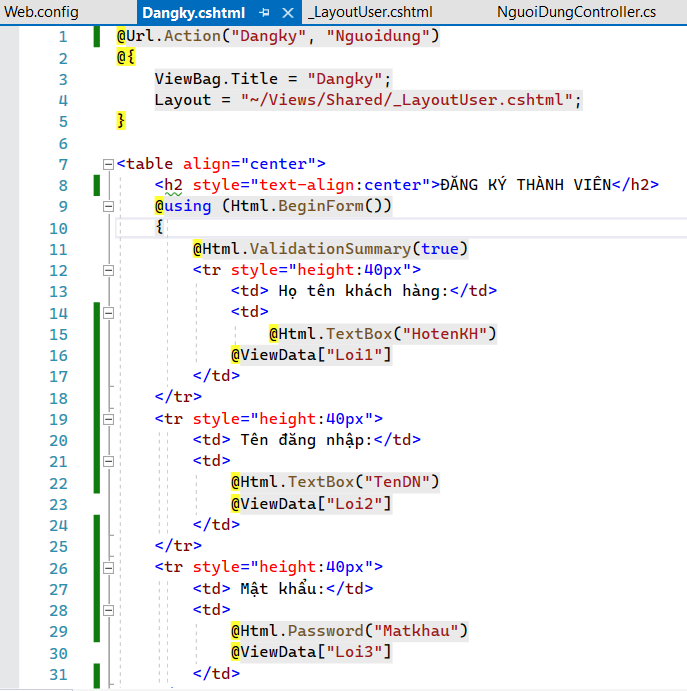 Web.config Dangky.cshtml _LayoutUser.cshtml NguoiDungController.cs
1 @Url.Action("Dangky", "Nguoidung")
2 @{
3 ViewBag.Title = "Dangky";
4 Layout = "~/Views/Shared/_LayoutUser.cshtml";
5 }
6
7 <table align="center">
8 <h2 style="text-align:center">ĐĂNG KÝ THÀNH VIÊN</h2>
9 @using (Html.BeginForm())
10 {
11 @Html.ValidationSummary(true)
12 <tr style="height:40px">
13 <td> Họ tên khách hàng:</td>
14 <td>
15 @Html.TextBox("HotenKH")
16 @ViewData["Loi1"]
17 </td>
18 </tr>
19 <tr style="height:40px">
20 <td> Tên đăng nhập:</td>
21 <td>
22 @Html.TextBox("TenDN")
23 @ViewData["Loi2"]
24 </td>
25 </tr>
26 <tr style="height:40px">
27 <td> Mật khẩu:</td>
28 <td>
29 @Html.Password("Matkhau")
30 @ViewData["Loi3"]
31 </td>